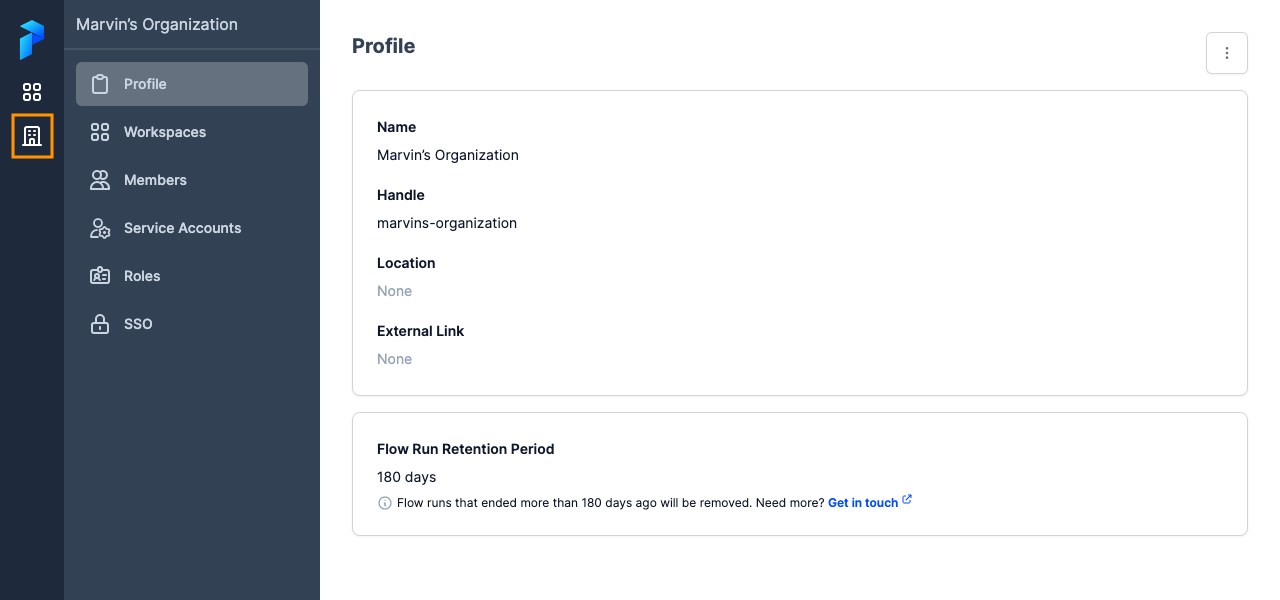 Marvin’s Organization
Profile
Workspaces
Members
Service Accounts
Roles
SSO
Profile
Name
Marvin’s Organization
Handle
marvins-organization
Location
None
External Link
None
Flow Run Retention Period
180 days
Flow runs that ended more than 180 days ago will be removed. Need more? Get in touch